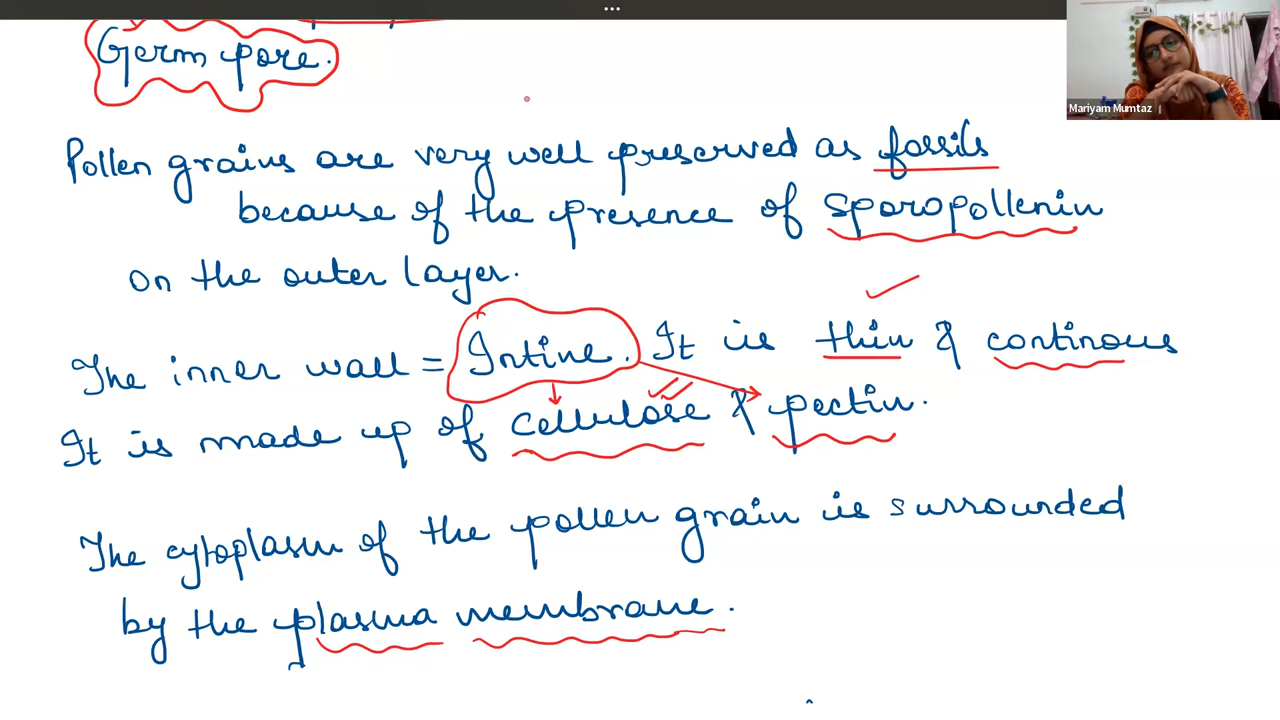 Germ pore.
Mariyam Mumtaz
Pollen grains are very well preserved as fossils
because of the presence of sporopollenin
on the outer layer.
The inner wall = Intine. It is thin & continous
It is made up of cellulose & pectin.
The cytoplasm of the pollen grain is surrounded
by the plasma membrane.